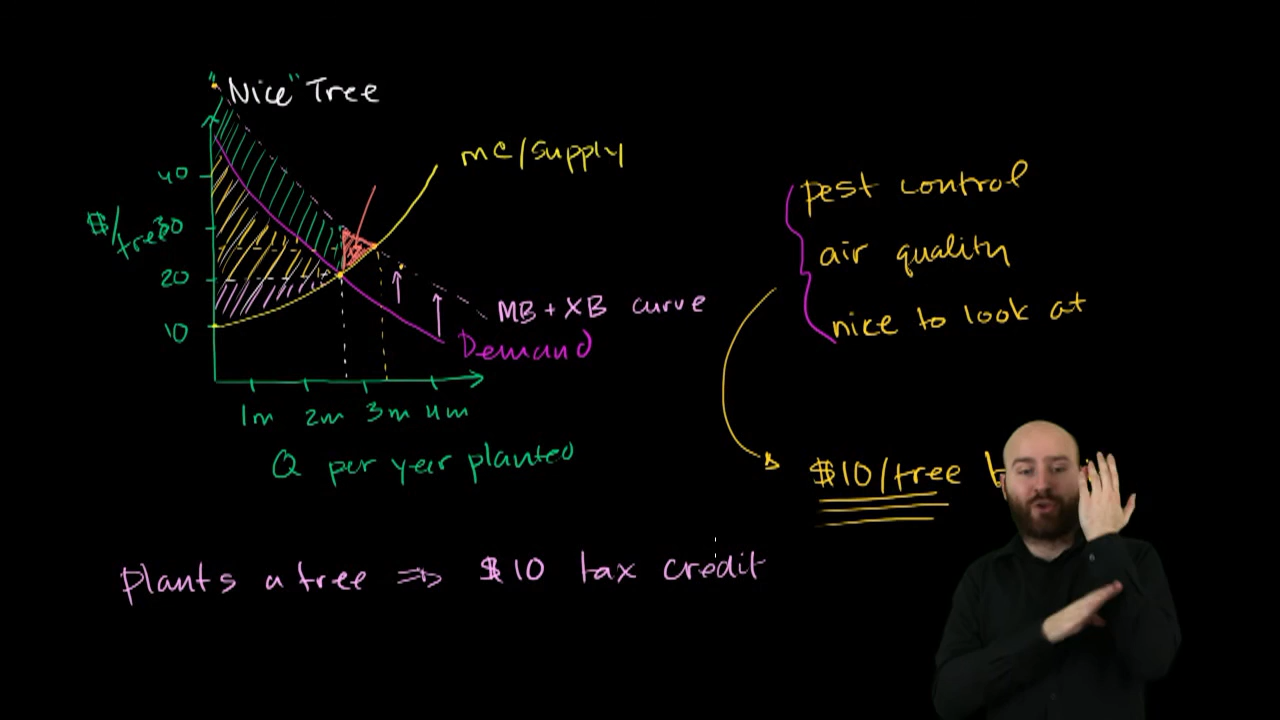 "Nice" Tree
mc/supply
40
30
$/tree
20
10
MB + XB curve
Demand
1m 2m 3m 4m
Q per year planted
pest control
air quality
nice to look at
$10/tree
plants a tree ⇒ $10 tax credit